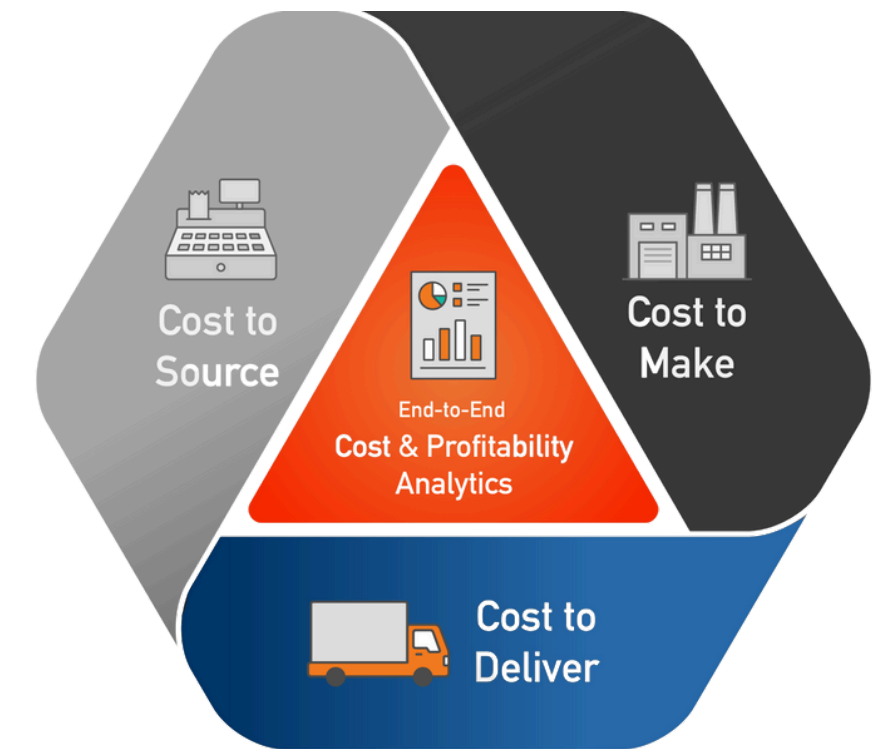 Cost to
Source
Cost to
Make
End-to-End
Cost & Profitability
Analytics
Cost to
Deliver